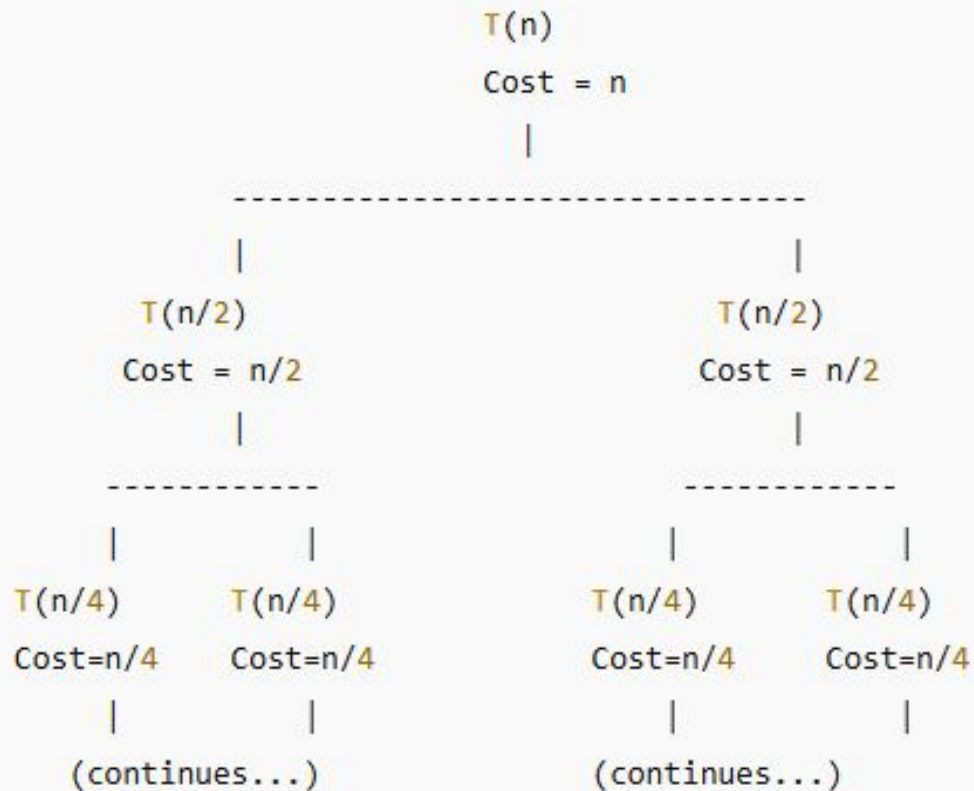 T(n)
Cost = n
|
--------------------------------
| |
T(n/2) T(n/2)
Cost = n/2 Cost = n/2
| |
------------ ------------
| | | |
T(n/4) T(n/4) T(n/4) T(n/4)
Cost=n/4 Cost=n/4 Cost=n/4 Cost=n/4
| | | |
(continues...) (continues...)